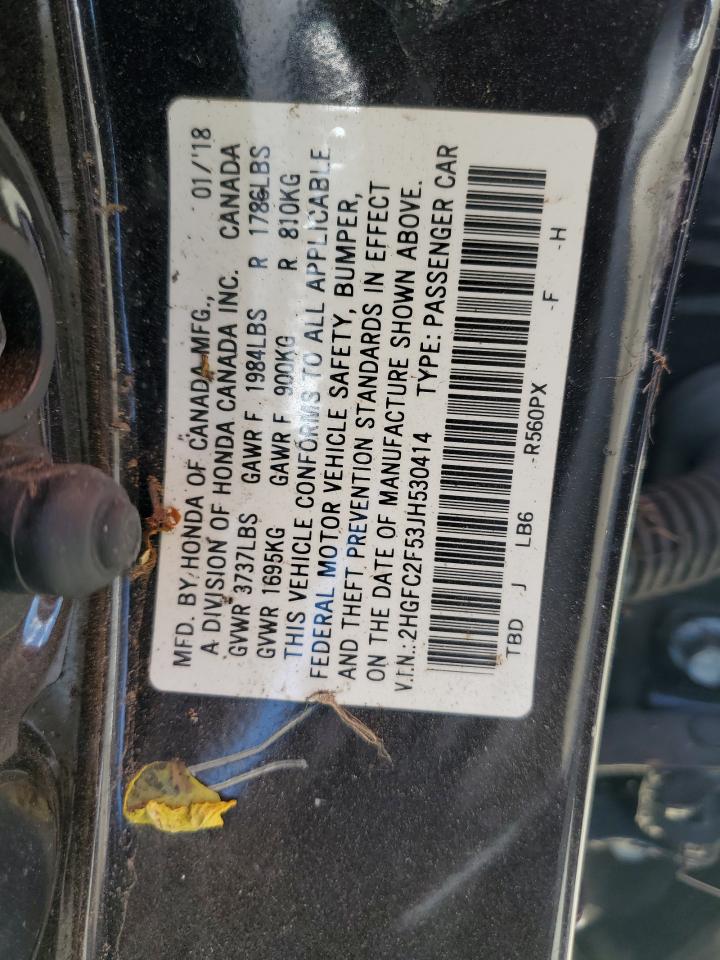 MFD. BY HONDA OF CANADA MFG., 01/'18
A DIVISION OF HONDA CANADA INC. CANADA
GVWR 3737LBS GAWR F 1984LBS R 1786LBS
GVWR 1695KG GAWR F 900KG R 810KG
THIS VEHICLE CONFORMS TO ALL APPLICABLE
FEDERAL MOTOR VEHICLE SAFETY, BUMPER,
AND THEFT PREVENTION STANDARDS IN EFFECT
ON THE DATE OF MANUFACTURE SHOWN ABOVE.
V.I.N.: 2HGFC2F53JH530414 TYPE: PASSENGER CAR
TBD J LB6 -R560PX -F -H